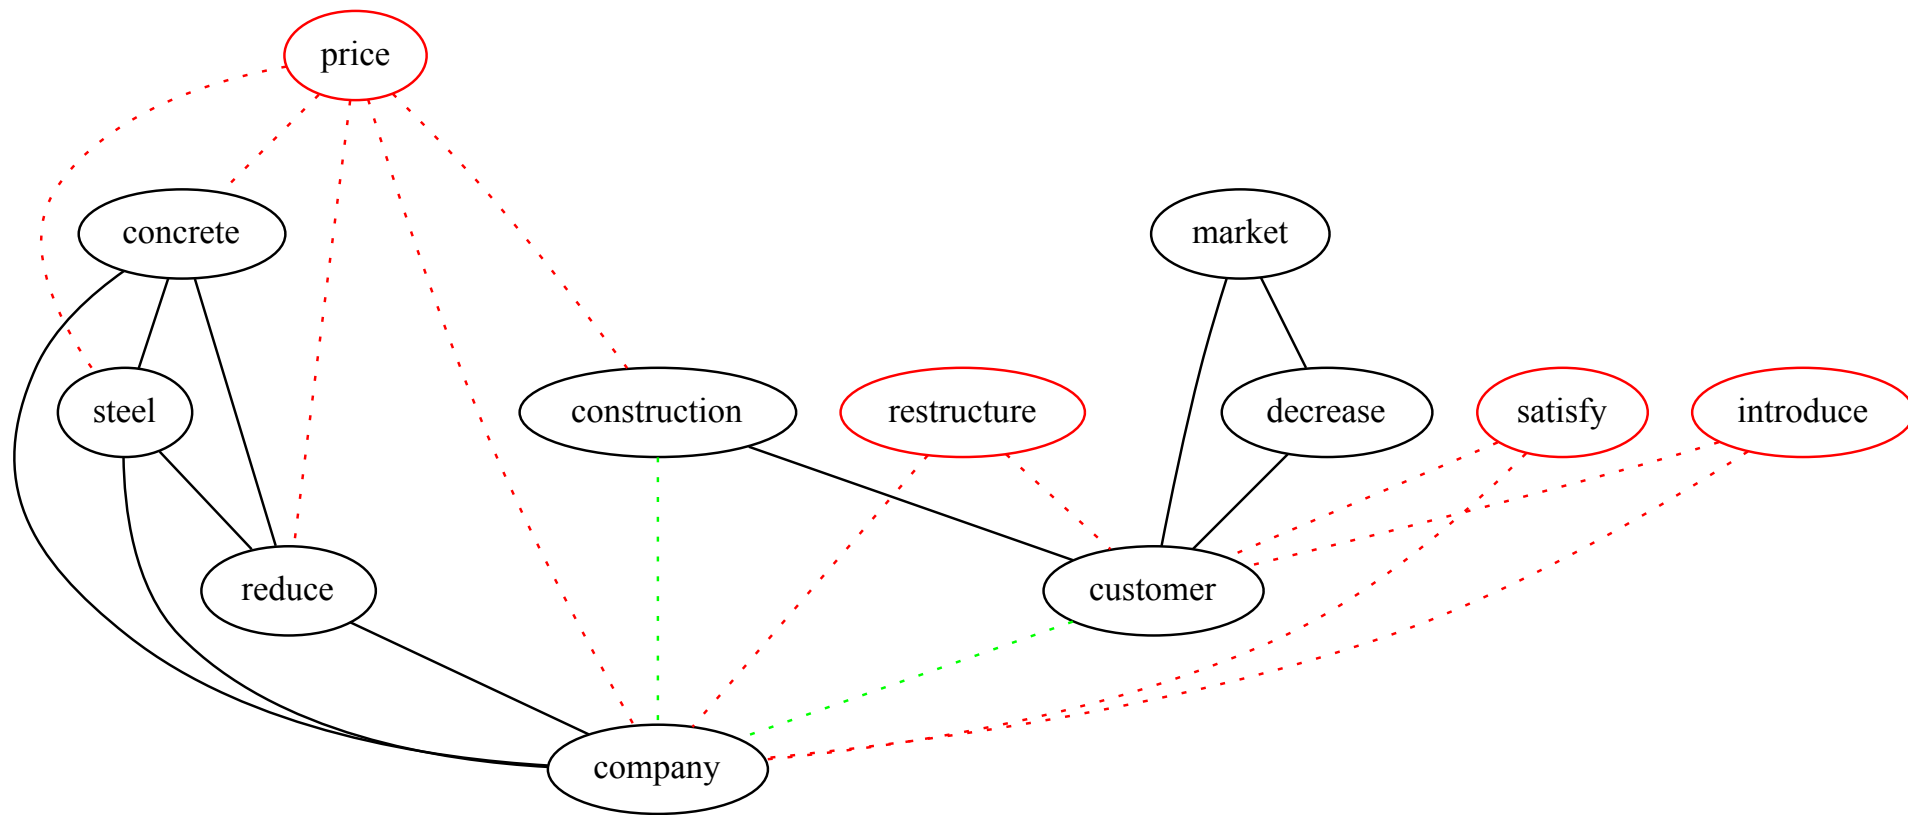 price
concrete
market
steel
construction
restructure
decrease
satisfy
introduce
reduce
customer
company